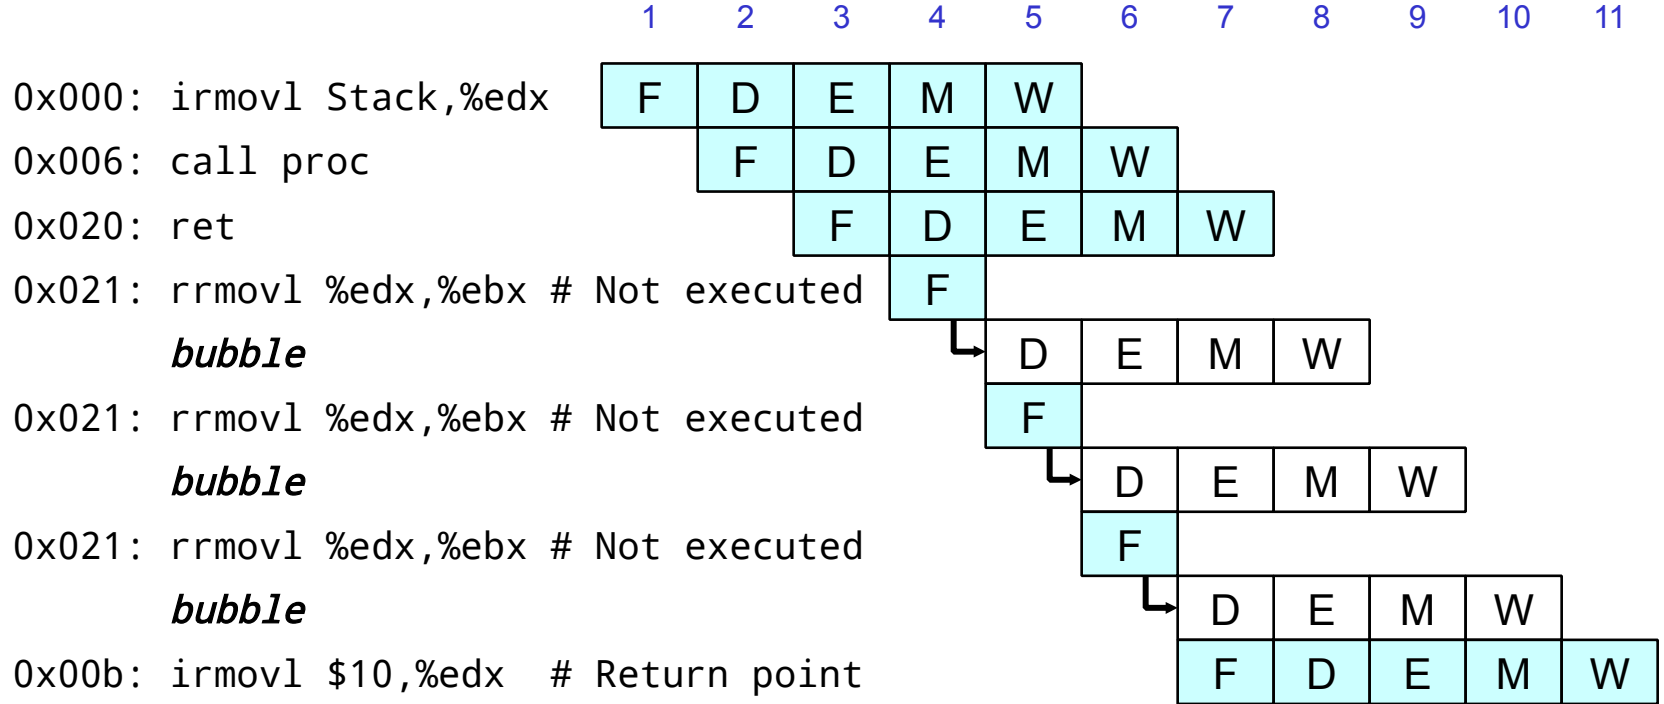 1 2 3 4 5 6 7 8 9 10 11
0x000: irmovl Stack,%edx F D E M W
0x006: call proc F D E M W
0x020: ret F D E M W
0x021: rrmovl %edx,%ebx # Not executed F
bubble D E M W
0x021: rrmovl %edx,%ebx # Not executed F
bubble D E M W
0x021: rrmovl %edx,%ebx # Not executed F
bubble D E M W
0x00b: irmovl $10,%edx # Return point F D E M W